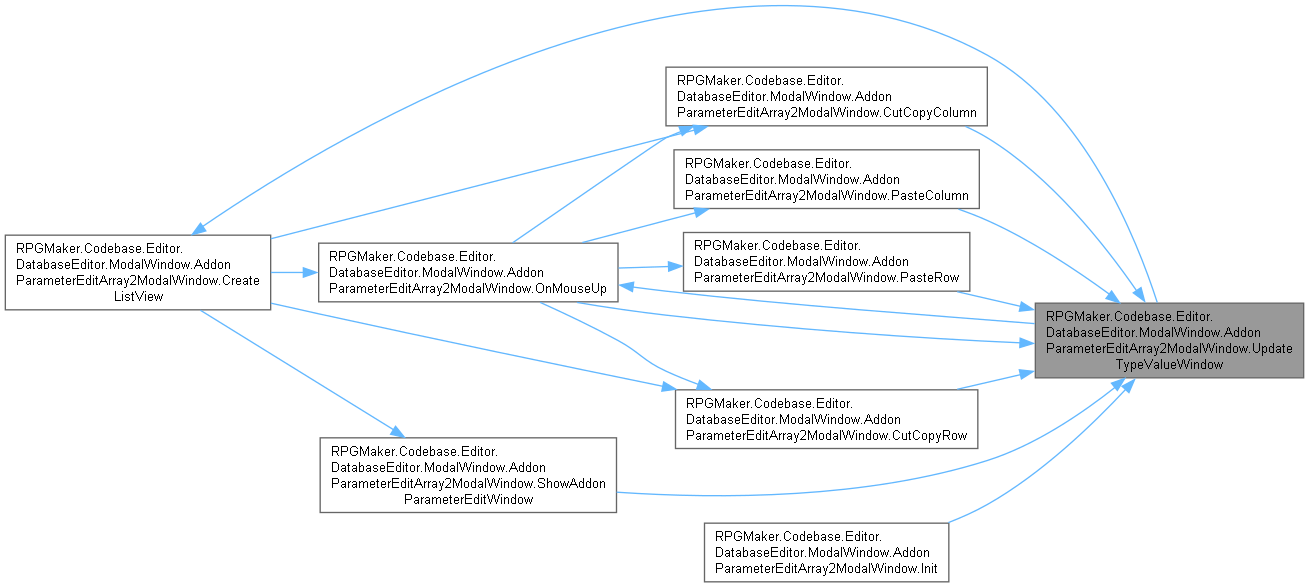 RPGMaker.Codebase.Editor.
DatabaseEditor.ModalWindow.Addon
ParameterEditArray2ModalWindow.CutCopyColumn
RPGMaker.Codebase.Editor.
DatabaseEditor.ModalWindow.Addon
ParameterEditArray2ModalWindow.PasteColumn
RPGMaker.Codebase.Editor.
DatabaseEditor.ModalWindow.Addon
ParameterEditArray2ModalWindow.Create
ListView
RPGMaker.Codebase.Editor.
DatabaseEditor.ModalWindow.Addon
ParameterEditArray2ModalWindow.OnMouseUp
RPGMaker.Codebase.Editor.
DatabaseEditor.ModalWindow.Addon
ParameterEditArray2ModalWindow.PasteRow
RPGMaker.Codebase.Editor.
DatabaseEditor.ModalWindow.Addon
ParameterEditArray2ModalWindow.Update
TypeValueWindow
RPGMaker.Codebase.Editor.
DatabaseEditor.ModalWindow.Addon
ParameterEditArray2ModalWindow.CutCopyRow
RPGMaker.Codebase.Editor.
DatabaseEditor.ModalWindow.Addon
ParameterEditArray2ModalWindow.ShowAddon
ParameterEditWindow
RPGMaker.Codebase.Editor.
DatabaseEditor.ModalWindow.Addon
ParameterEditArray2ModalWindow.Init